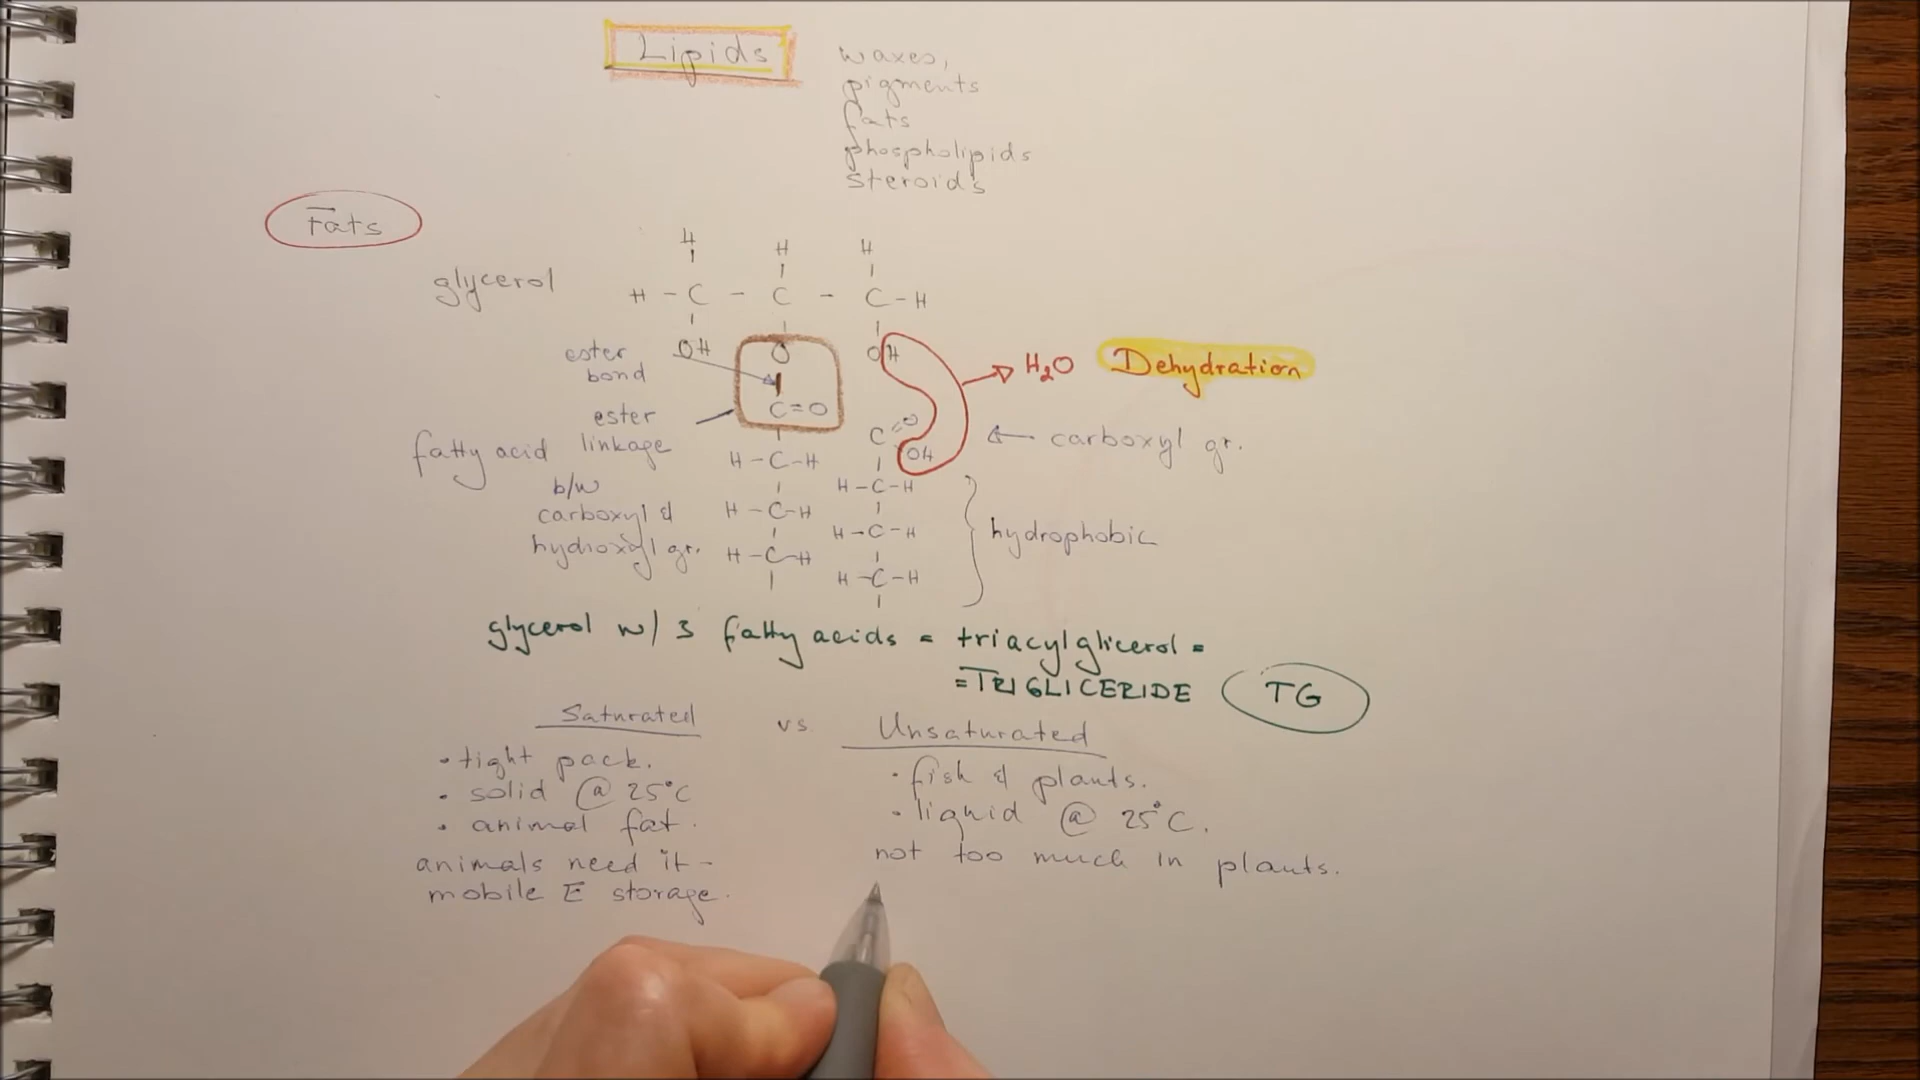 Lipids
waxes,
pigments
fats
phospholipids
steroids
Fats
H H H
glycerol
H - C - C - C - H
ester
bond
OH O OH
H2O Dehydration
ester
linkage
C=O
C=O
OH
carboxyl gr.
fatty acid
b/w
carboxyl &
hydroxyl gr.
H-C-H
H-C-H
H-C-H
H-C-H
H-C-H
H-C-H
hydrophobic
glycerol w/ 3 fatty acids = triacylglicerol =
=TRIGLICERIDE TG
Saturated vs Unsaturated
• tight pack.
• solid @ 25°C
• animal fat.
animals need it -
mobile E storage.
• fish & plants.
• liquid @ 25°C.
not too much in plants.